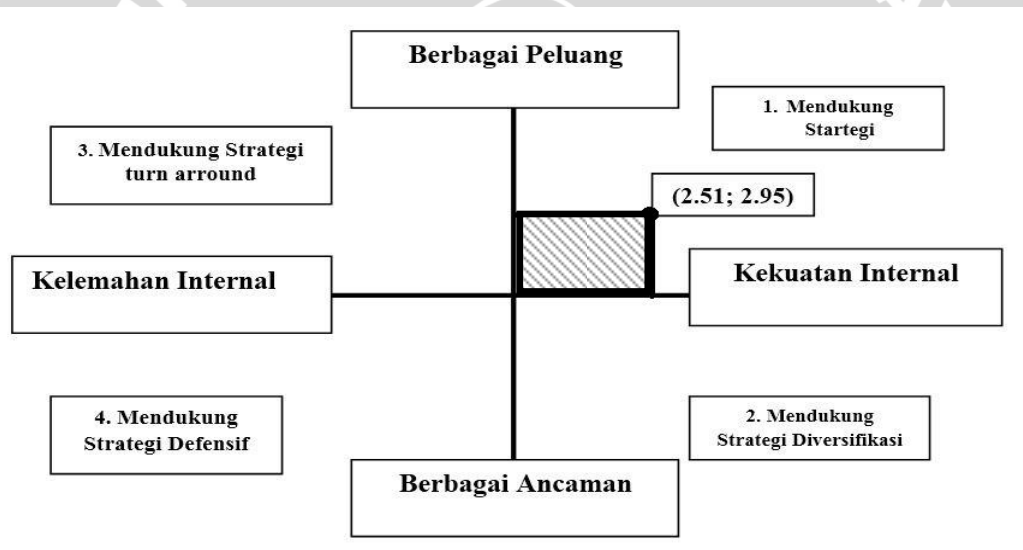 Berbagai Peluang
1. Mendukung
Startegi
3. Mendukung Strategi
turn arround
(2.51; 2.95)
Kelemahan Internal
Kekuatan Internal
4. Mendukung
Strategi Defensif
2. Mendukung
Strategi Diversifikasi
Berbagai Ancaman